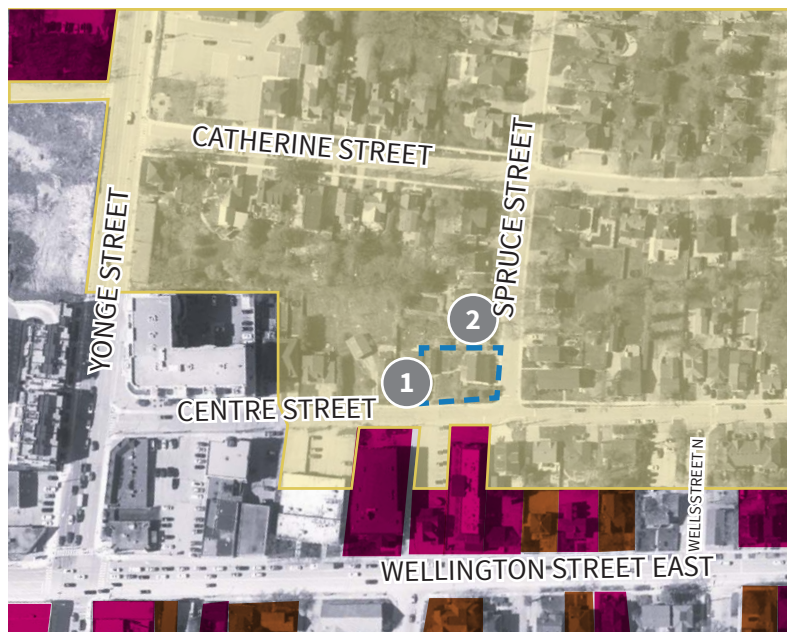 CATHERINE STREET
SPRUCE STREET
YONGE STREET
2
1
CENTRE STREET
WELLS STREET N
WELLINGTON STREET EAST